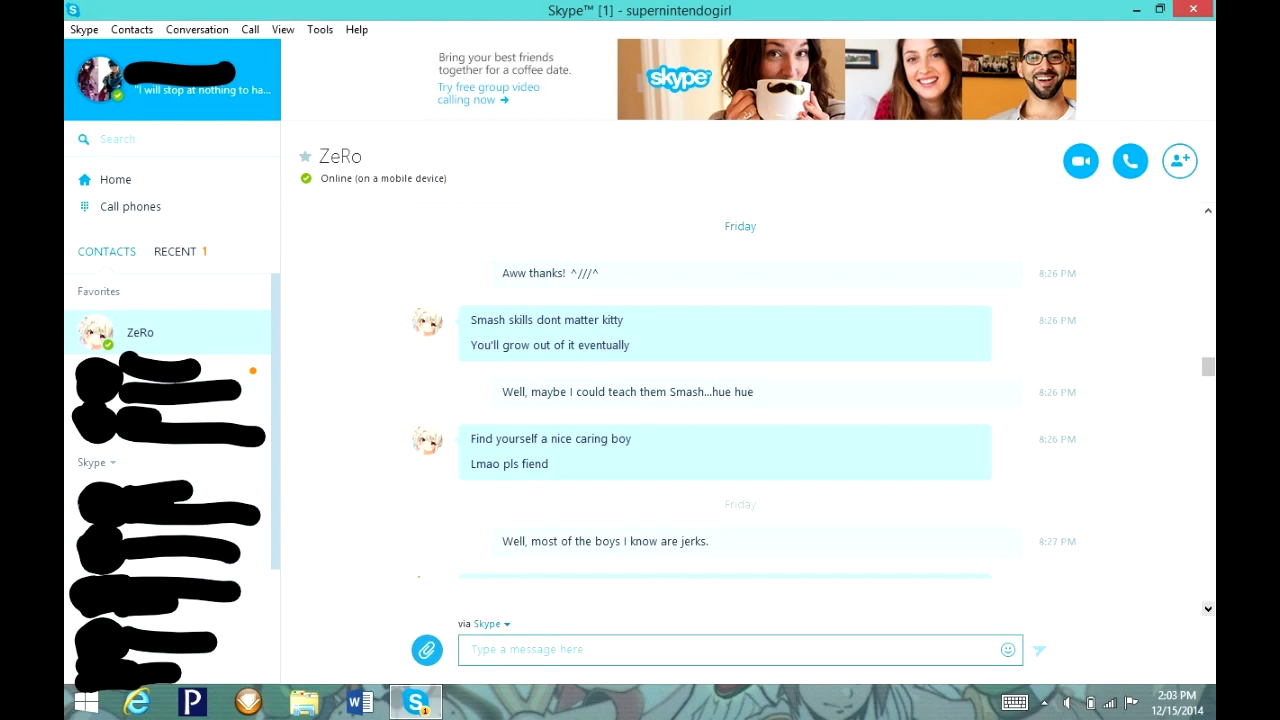 Skype™ [1] - supernintendogirl
Skype Contacts Conversation Call View Tools Help
"I will stop at nothing to ha...
Bring your best friends
together for a coffee date.
Try free group video
calling now →
skype
Search
Home
Call phones
CONTACTS RECENT 1
Favorites
ZeRo
Skype
ZeRo
Online (on a mobile device)
Friday
Aww thanks! ^///^ 8:26 PM
Smash skills dont matter kitty 8:26 PM
You'll grow out of it eventually
Well, maybe I could teach them Smash...hue hue 8:26 PM
Find yourself a nice caring boy 8:26 PM
Lmao pls fiend
Friday
Well, most of the boys I know are jerks. 8:27 PM
via Skype
Type a message here
2:03 PM
12/15/2014